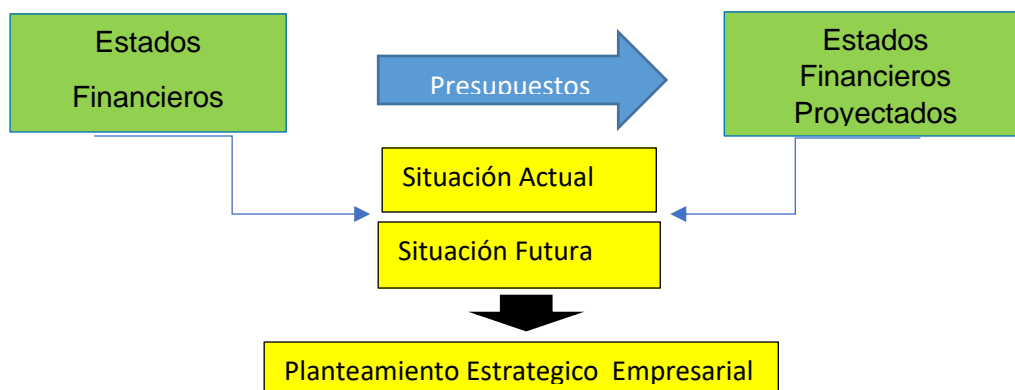 Estados
Financieros
Presupuestos
Estados
Financieros
Proyectados
Situación Actual
Situación Futura
Planteamiento Estrategico Empresarial